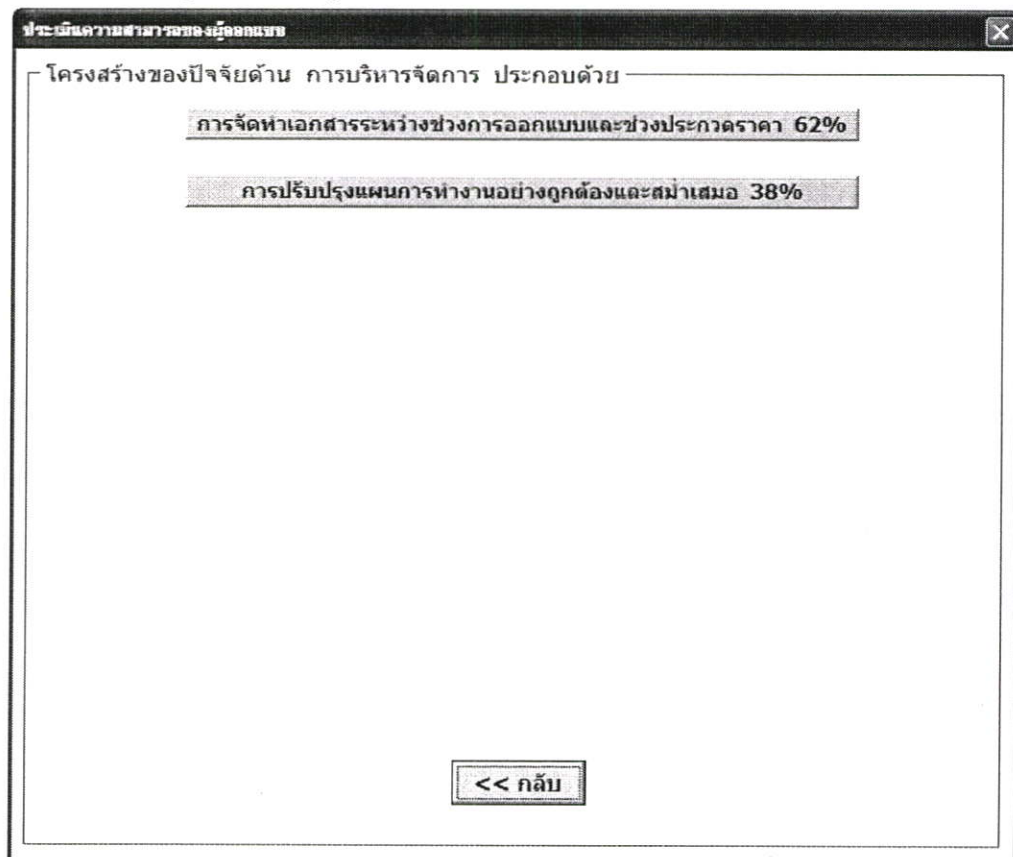 ประเมินความสามารถของผู้ออกแบบ
โครงสร้างของปัจจัยด้าน การบริหารจัดการ ประกอบด้วย
การจัดทำเอกสารระหว่างช่วงการออกแบบและช่วงประกวดราคา 62%
การปรับปรุงแผนการทำงานอย่างถูกต้องและสม่ำเสมอ 38%
<< กลับ